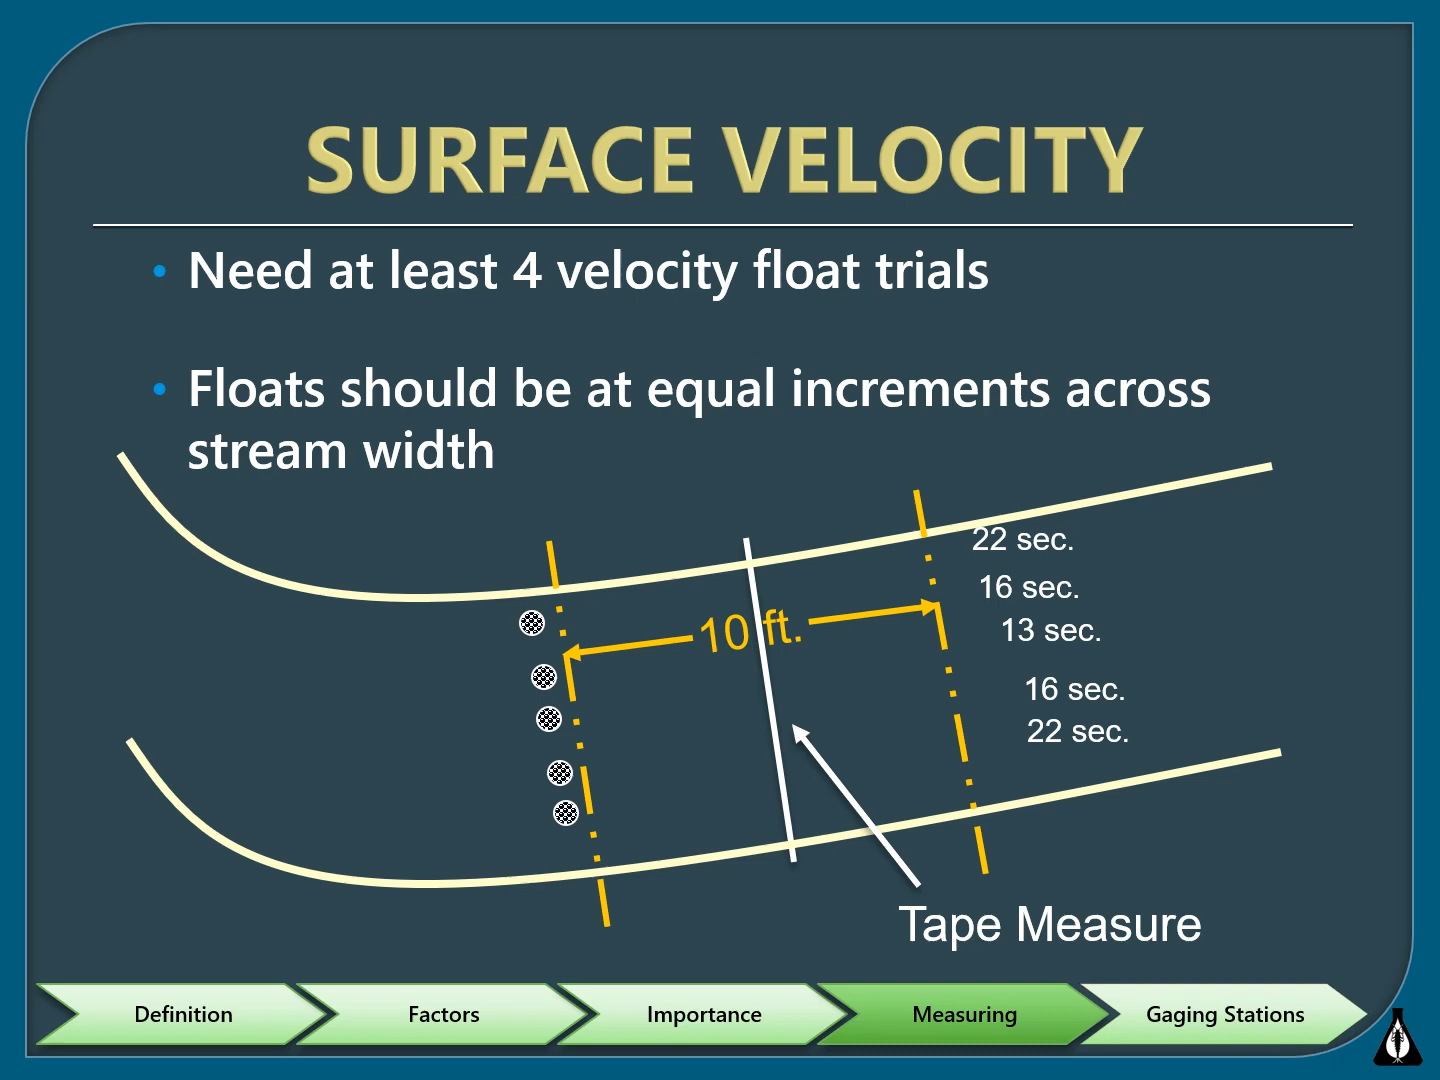 SURFACE VELOCITY
• Need at least 4 velocity float trials
• Floats should be at equal increments across
stream width
22 sec.
16 sec.
10 ft.
13 sec.
16 sec.
22 sec.
Tape Measure
Definition
Factors
Importance
Measuring
Gaging Stations